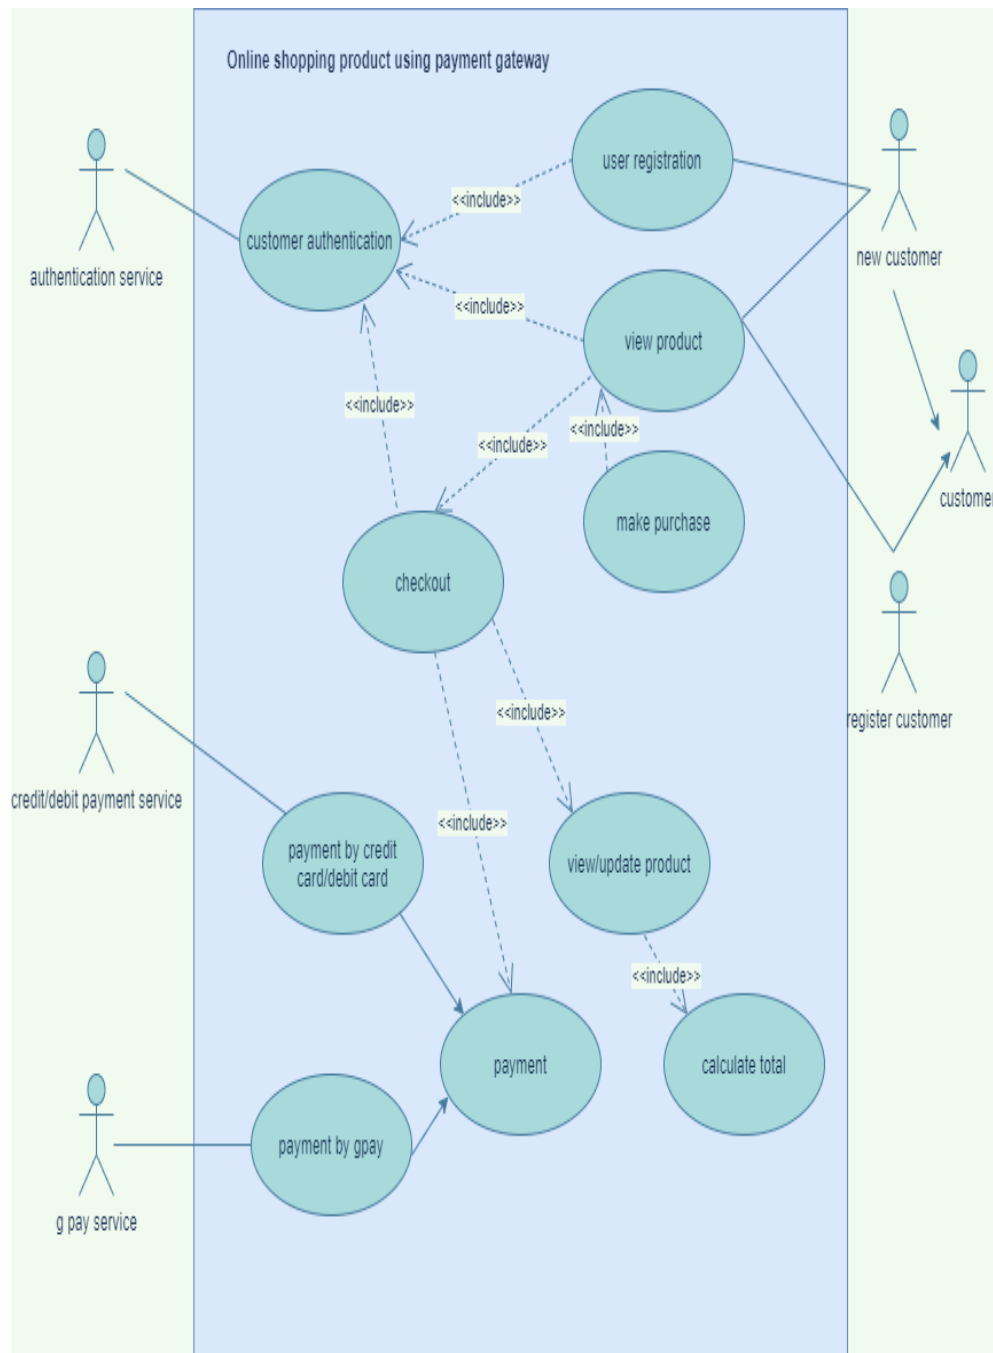 Online shopping product using payment gateway
user registration
<<include>>
customer authentication
authentication service
new customer
<<include>>
view product
<<include>>
<<include>>
<<include>>
customer
make purchase
checkout
register customer
<<include>>
credit/debit payment service
<<include>>
payment by credit
card/debit card
view/update product
<<include>>
payment
calculate total
payment by gpay
g pay service